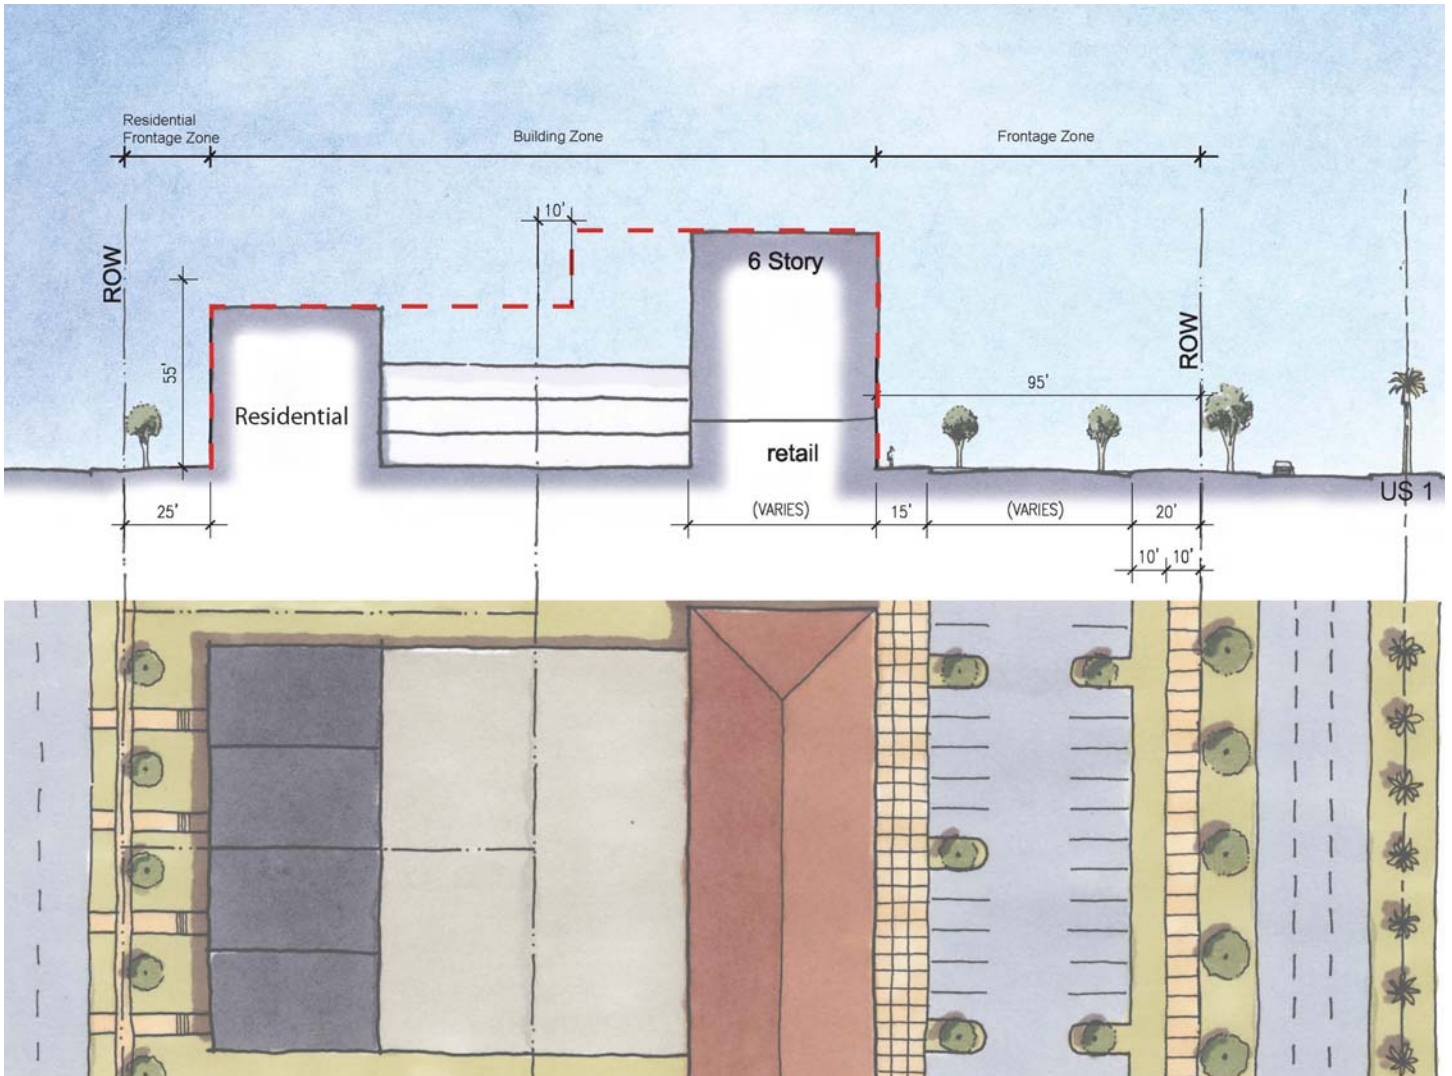 Residential
Frontage Zone
Building Zone
Frontage Zone
10'
ROW
6 Story
ROW
55'
95'
Residential
retail
US 1
25'
(VARIES)
15'
(VARIES)
20'
10'
10'